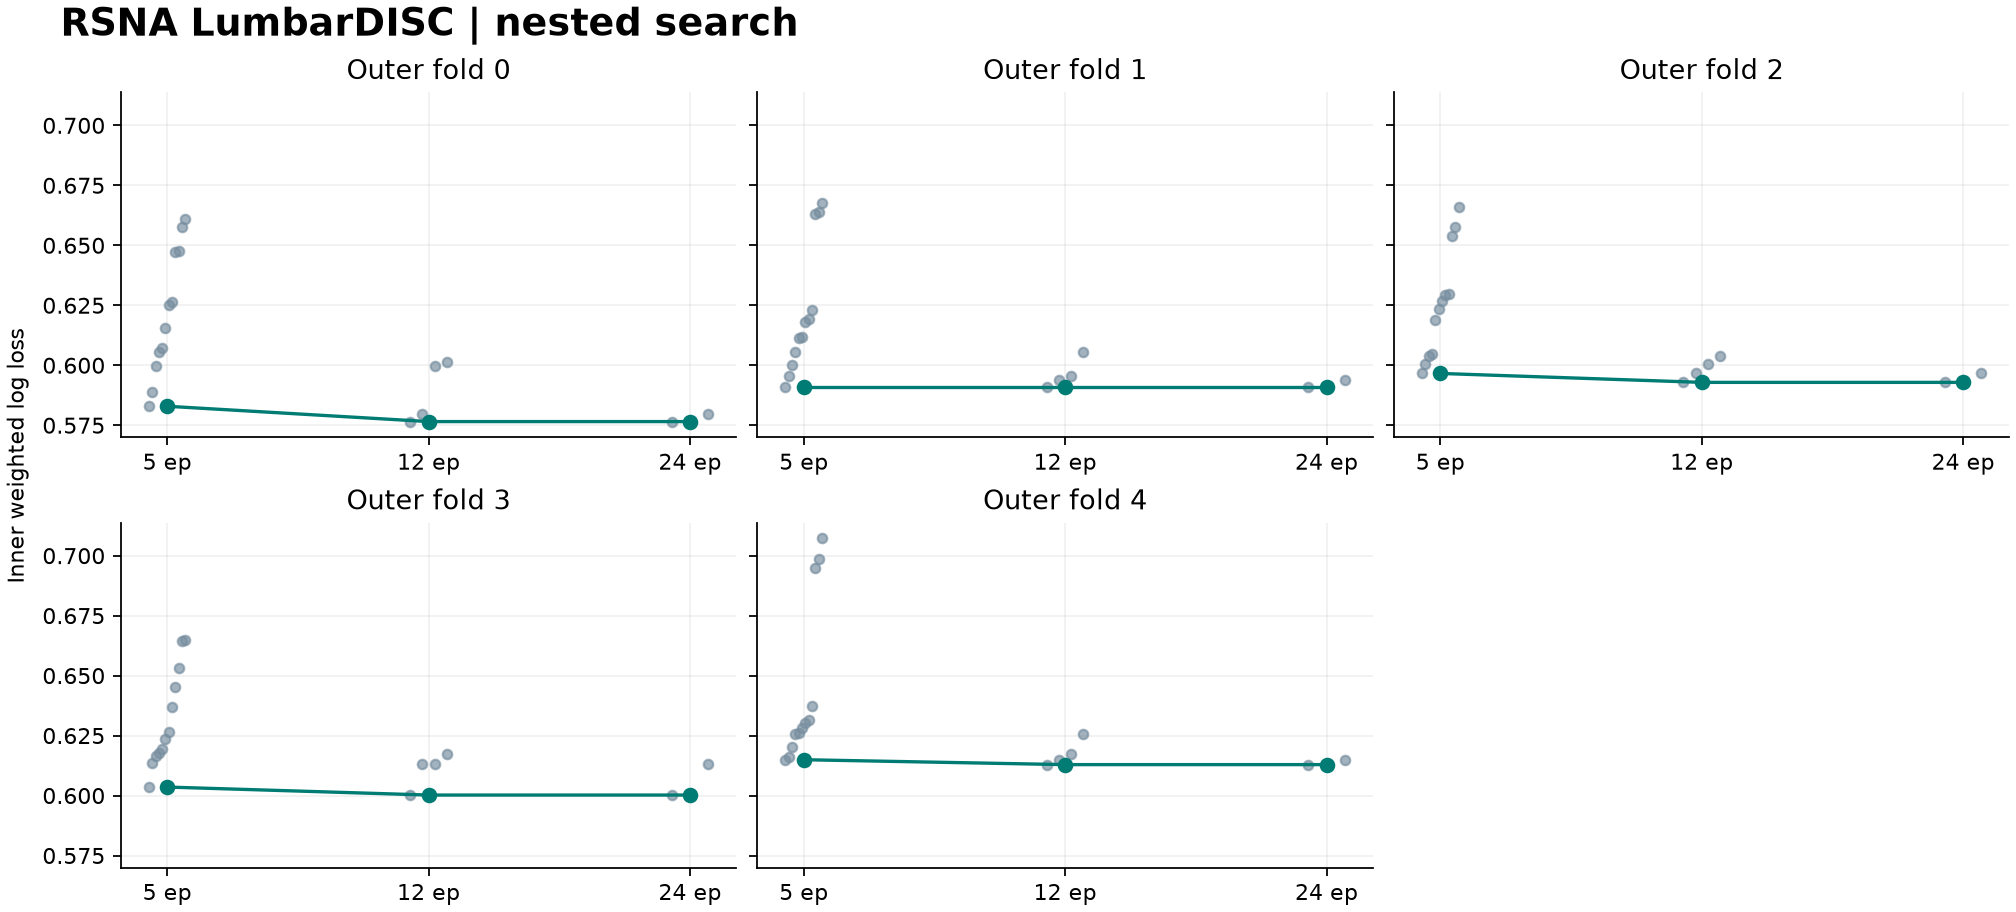 RSNA LumbarDISC | nested search
Outer fold 0
Outer fold 1
Outer fold 2
Inner weighted log loss
0.700
0.675
0.650
0.625
0.600
0.575
5 ep
12 ep
24 ep
5 ep
12 ep
24 ep
5 ep
12 ep
24 ep
Outer fold 3
Outer fold 4
0.700
0.675
0.650
0.625
0.600
0.575
5 ep
12 ep
24 ep
5 ep
12 ep
24 ep